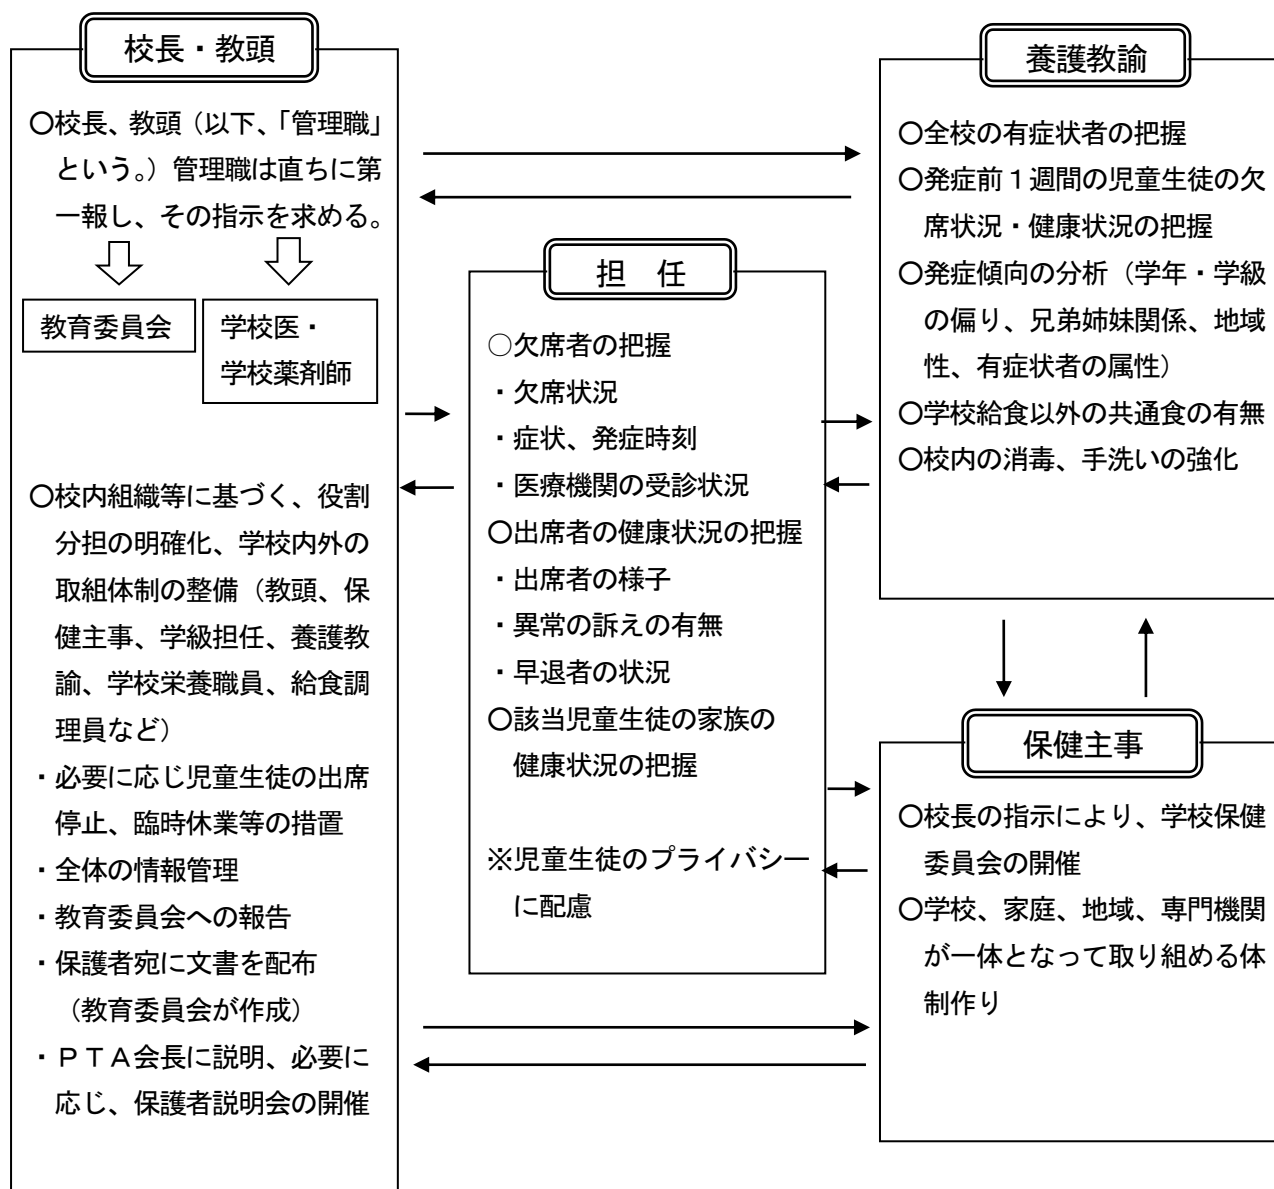 校長・教頭
〇校長、教頭（以下、「管理職」
という。）管理職は直ちに第
一報し、その指示を求める。
教育委員会
学校医・
学校薬剤師
〇校内組織等に基づく、役割
分担の明確化、学校内外の
取組体制の整備（教頭、保
健主事、学級担任、養護教
諭、学校栄養職員、給食調
理員など）
・必要に応じ児童生徒の出席
停止、臨時休業等の措置
・全体の情報管理
・教育委員会への報告
・保護者宛に文書を配布
（教育委員会が作成）
・ＰＴＡ会長に説明、必要に
応じ、保護者説明会の開催
担　任
○欠席者の把握
・欠席状況
・症状、発症時刻
・医療機関の受診状況
〇出席者の健康状況の把握
・出席者の様子
・異常の訴えの有無
・早退者の状況
〇該当児童生徒の家族の
健康状況の把握
※児童生徒のプライバシー
に配慮
養護教諭
〇全校の有症状者の把握
〇発症前１週間の児童生徒の欠
席状況・健康状況の把握
〇発症傾向の分析（学年・学級
の偏り、兄弟姉妹関係、地域
性、有症状者の属性）
〇学校給食以外の共通食の有無
〇校内の消毒、手洗いの強化
保健主事
〇校長の指示により、学校保健
委員会の開催
〇学校、家庭、地域、専門機関
が一体となって取り組める体
制作り